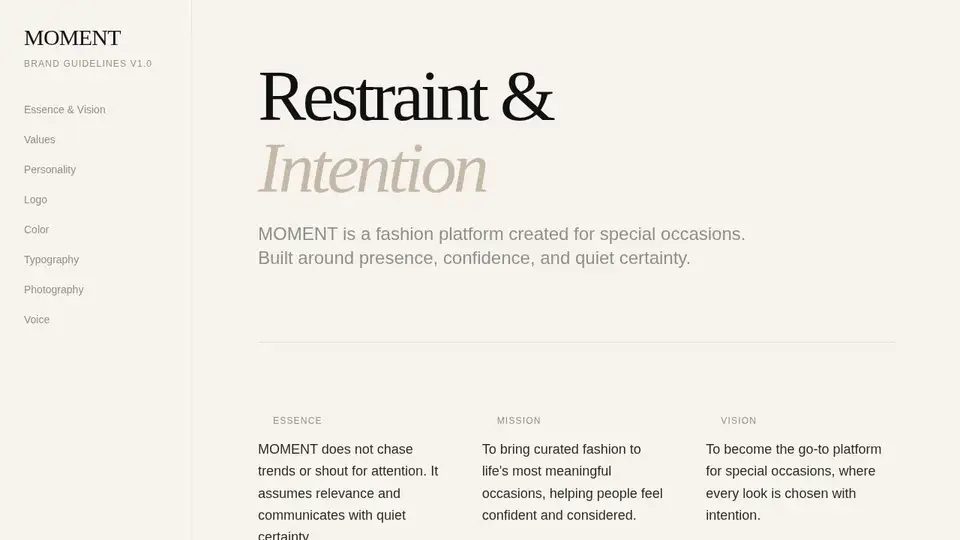 MOMENT
BRAND GUIDELINES V1.0
Essence & Vision
Values
Personality
Logo
Color
Typography
Photography
Voice
Restraint &
Intention
MOMENT is a fashion platform created for special occasions.
Built around presence, confidence, and quiet certainty.
ESSENCE
MOMENT does not chase
trends or shout for attention. It
assumes relevance and
communicates with quiet
certainty.
MISSION
To bring curated fashion to
life's most meaningful
occasions, helping people feel
confident and considered.
VISION
To become the go-to platform
for special occasions, where
every look is chosen with
intention.